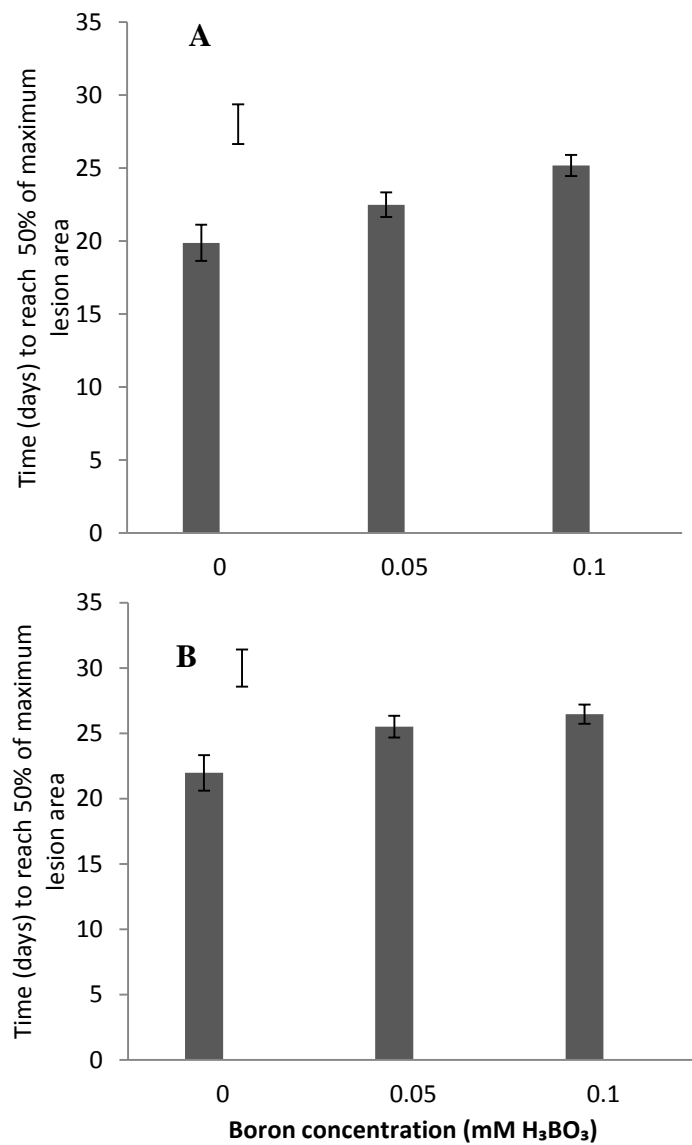 35
A
30
25
20
15
10
5
0
Time (days) to reach 50% of maximum
lesion area
0 0.05 0.1
35
B
30
25
20
15
10
5
0
Time (days) to reach 50% of maximum
lesion area
0 0.05 0.1
Boron concentration (mM H₃BO₃)